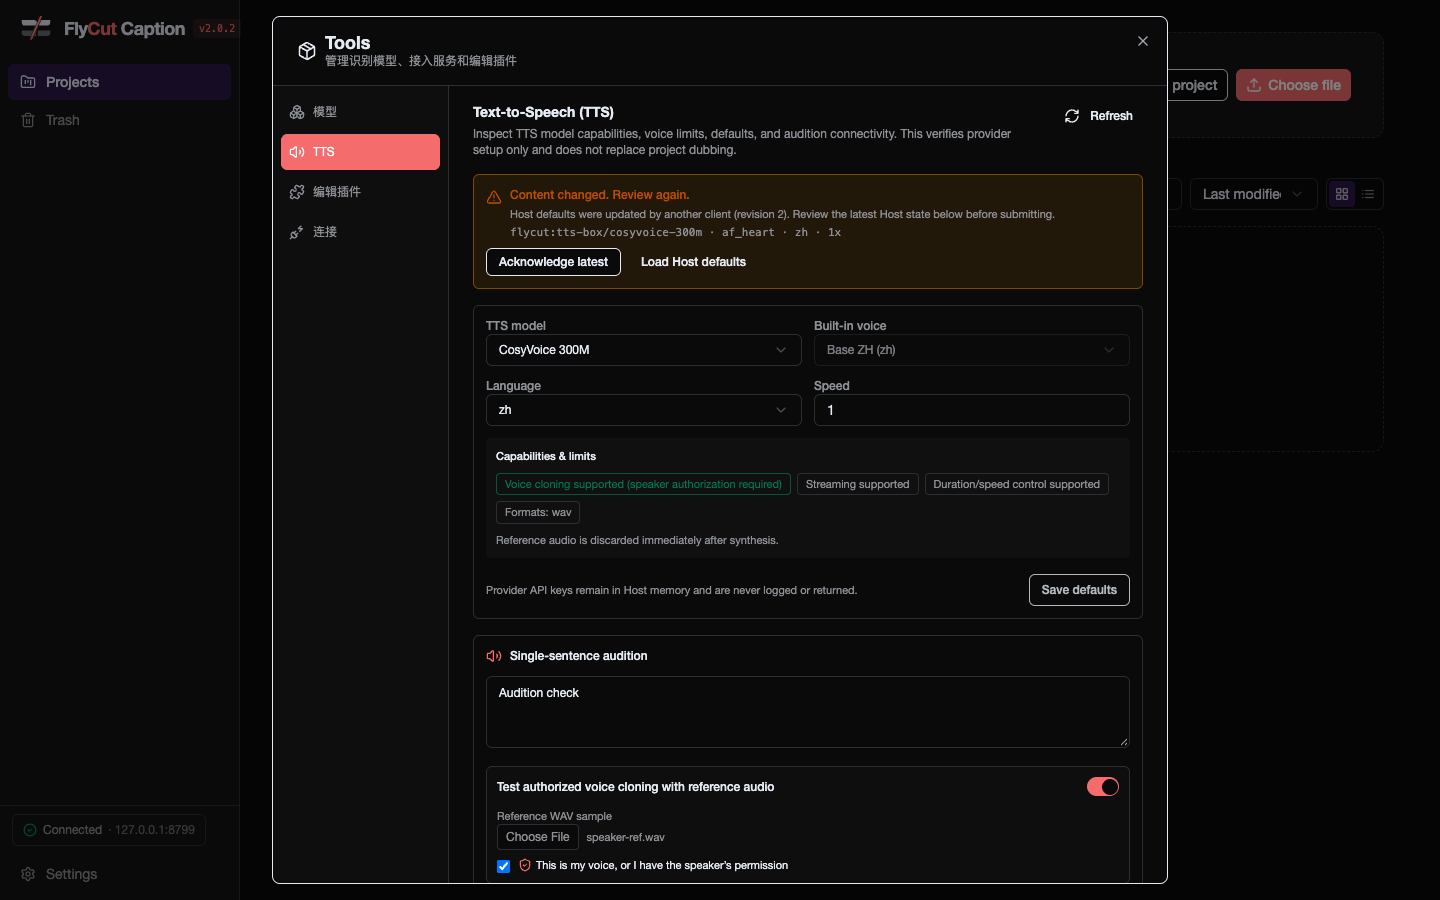 FlyCut Caption v2.0.2
Projects
Trash
Connected · 127.0.0.1:8799
Settings
Tools
管理识别模型、接入服务和编辑插件
模型
TTS
编辑插件
连接
Text-to-Speech (TTS)
Refresh
Inspect TTS model capabilities, voice limits, defaults, and audition connectivity. This verifies provider
setup only and does not replace project dubbing.
Content changed. Review again.
Host defaults were updated by another client (revision 2). Review the latest Host state below before submitting.
flycut:tts-box/cosyvoice-300m · af_heart · zh · 1x
Acknowledge latest
Load Host defaults
TTS model
Built-in voice
CosyVoice 300M
Base ZH (zh)
Language
Speed
zh
1
Capabilities & limits
Voice cloning supported (speaker authorization required)
Streaming supported
Duration/speed control supported
Formats: wav
Reference audio is discarded immediately after synthesis.
Provider API keys remain in Host memory and are never logged or returned.
Save defaults
Single-sentence audition
Audition check
Test authorized voice cloning with reference audio
Reference WAV sample
Choose File speaker-ref.wav
This is my voice, or I have the speaker's permission
project
Choose file
Last modifie